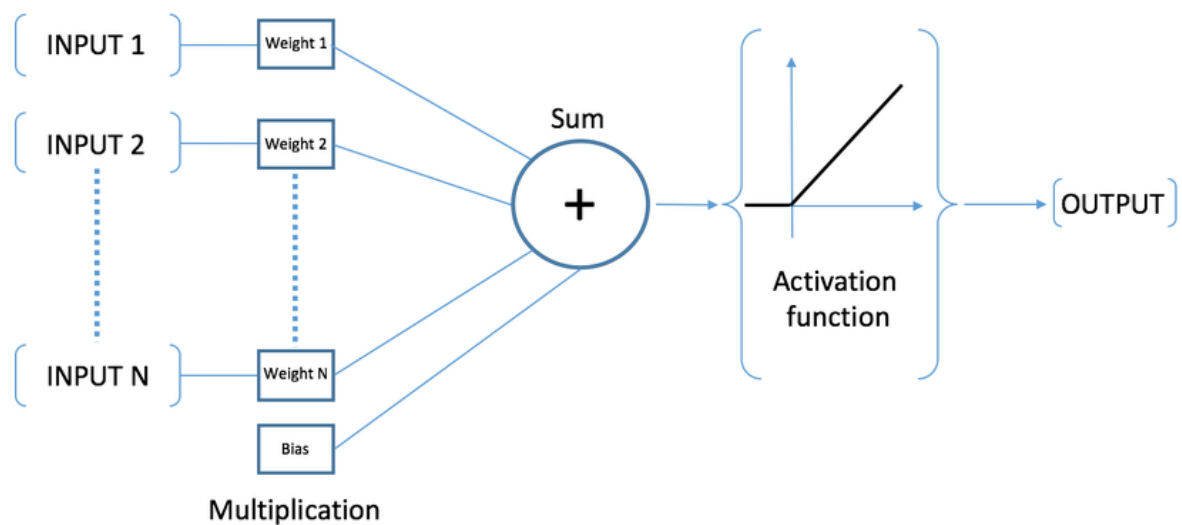 INPUT 1
Weight 1
INPUT 2
Weight 2
Sum
+
OUTPUT
Activation
function
INPUT N
Weight N
Bias
Multiplication